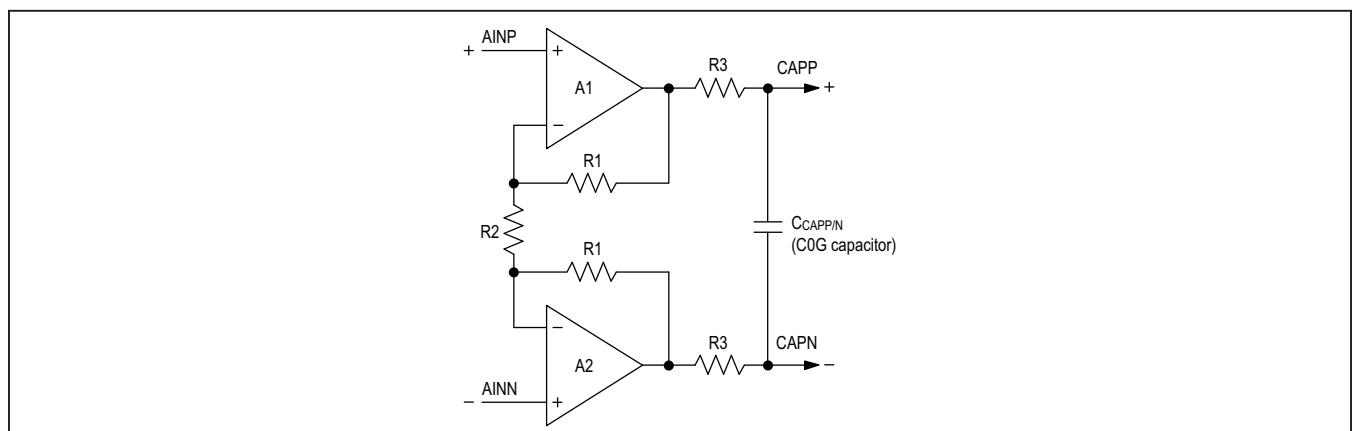 + AINP
+
A1
−
R3
CAPP
+
R1
R2
CCAPP/N
(C0G capacitor)
R1
−
A2
+
R3
CAPN
−
− AINN